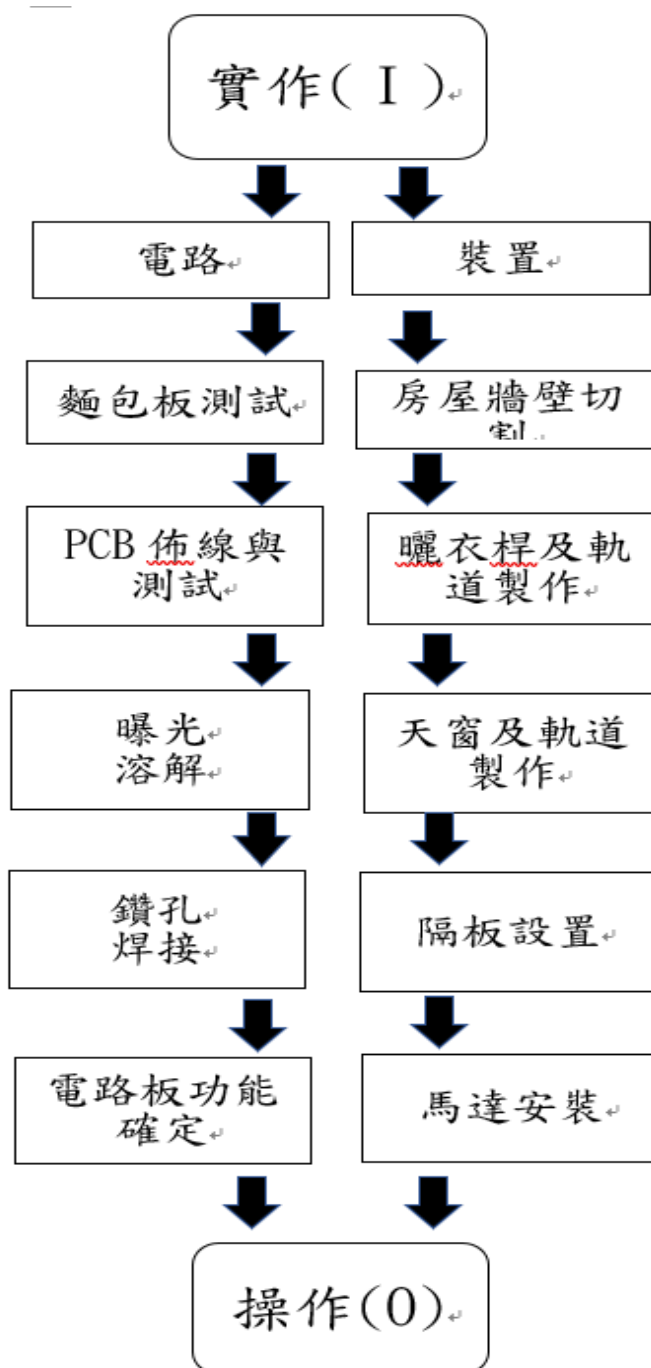 實作( I )
電路
裝置
麵包板測試
房屋牆壁切
割
PCB 佈線與
測試
曬衣桿及軌
道製作
曝光
溶解
天窗及軌道
製作
鑽孔
焊接
隔板設置
電路板功能
確定
馬達安裝
操作(O)